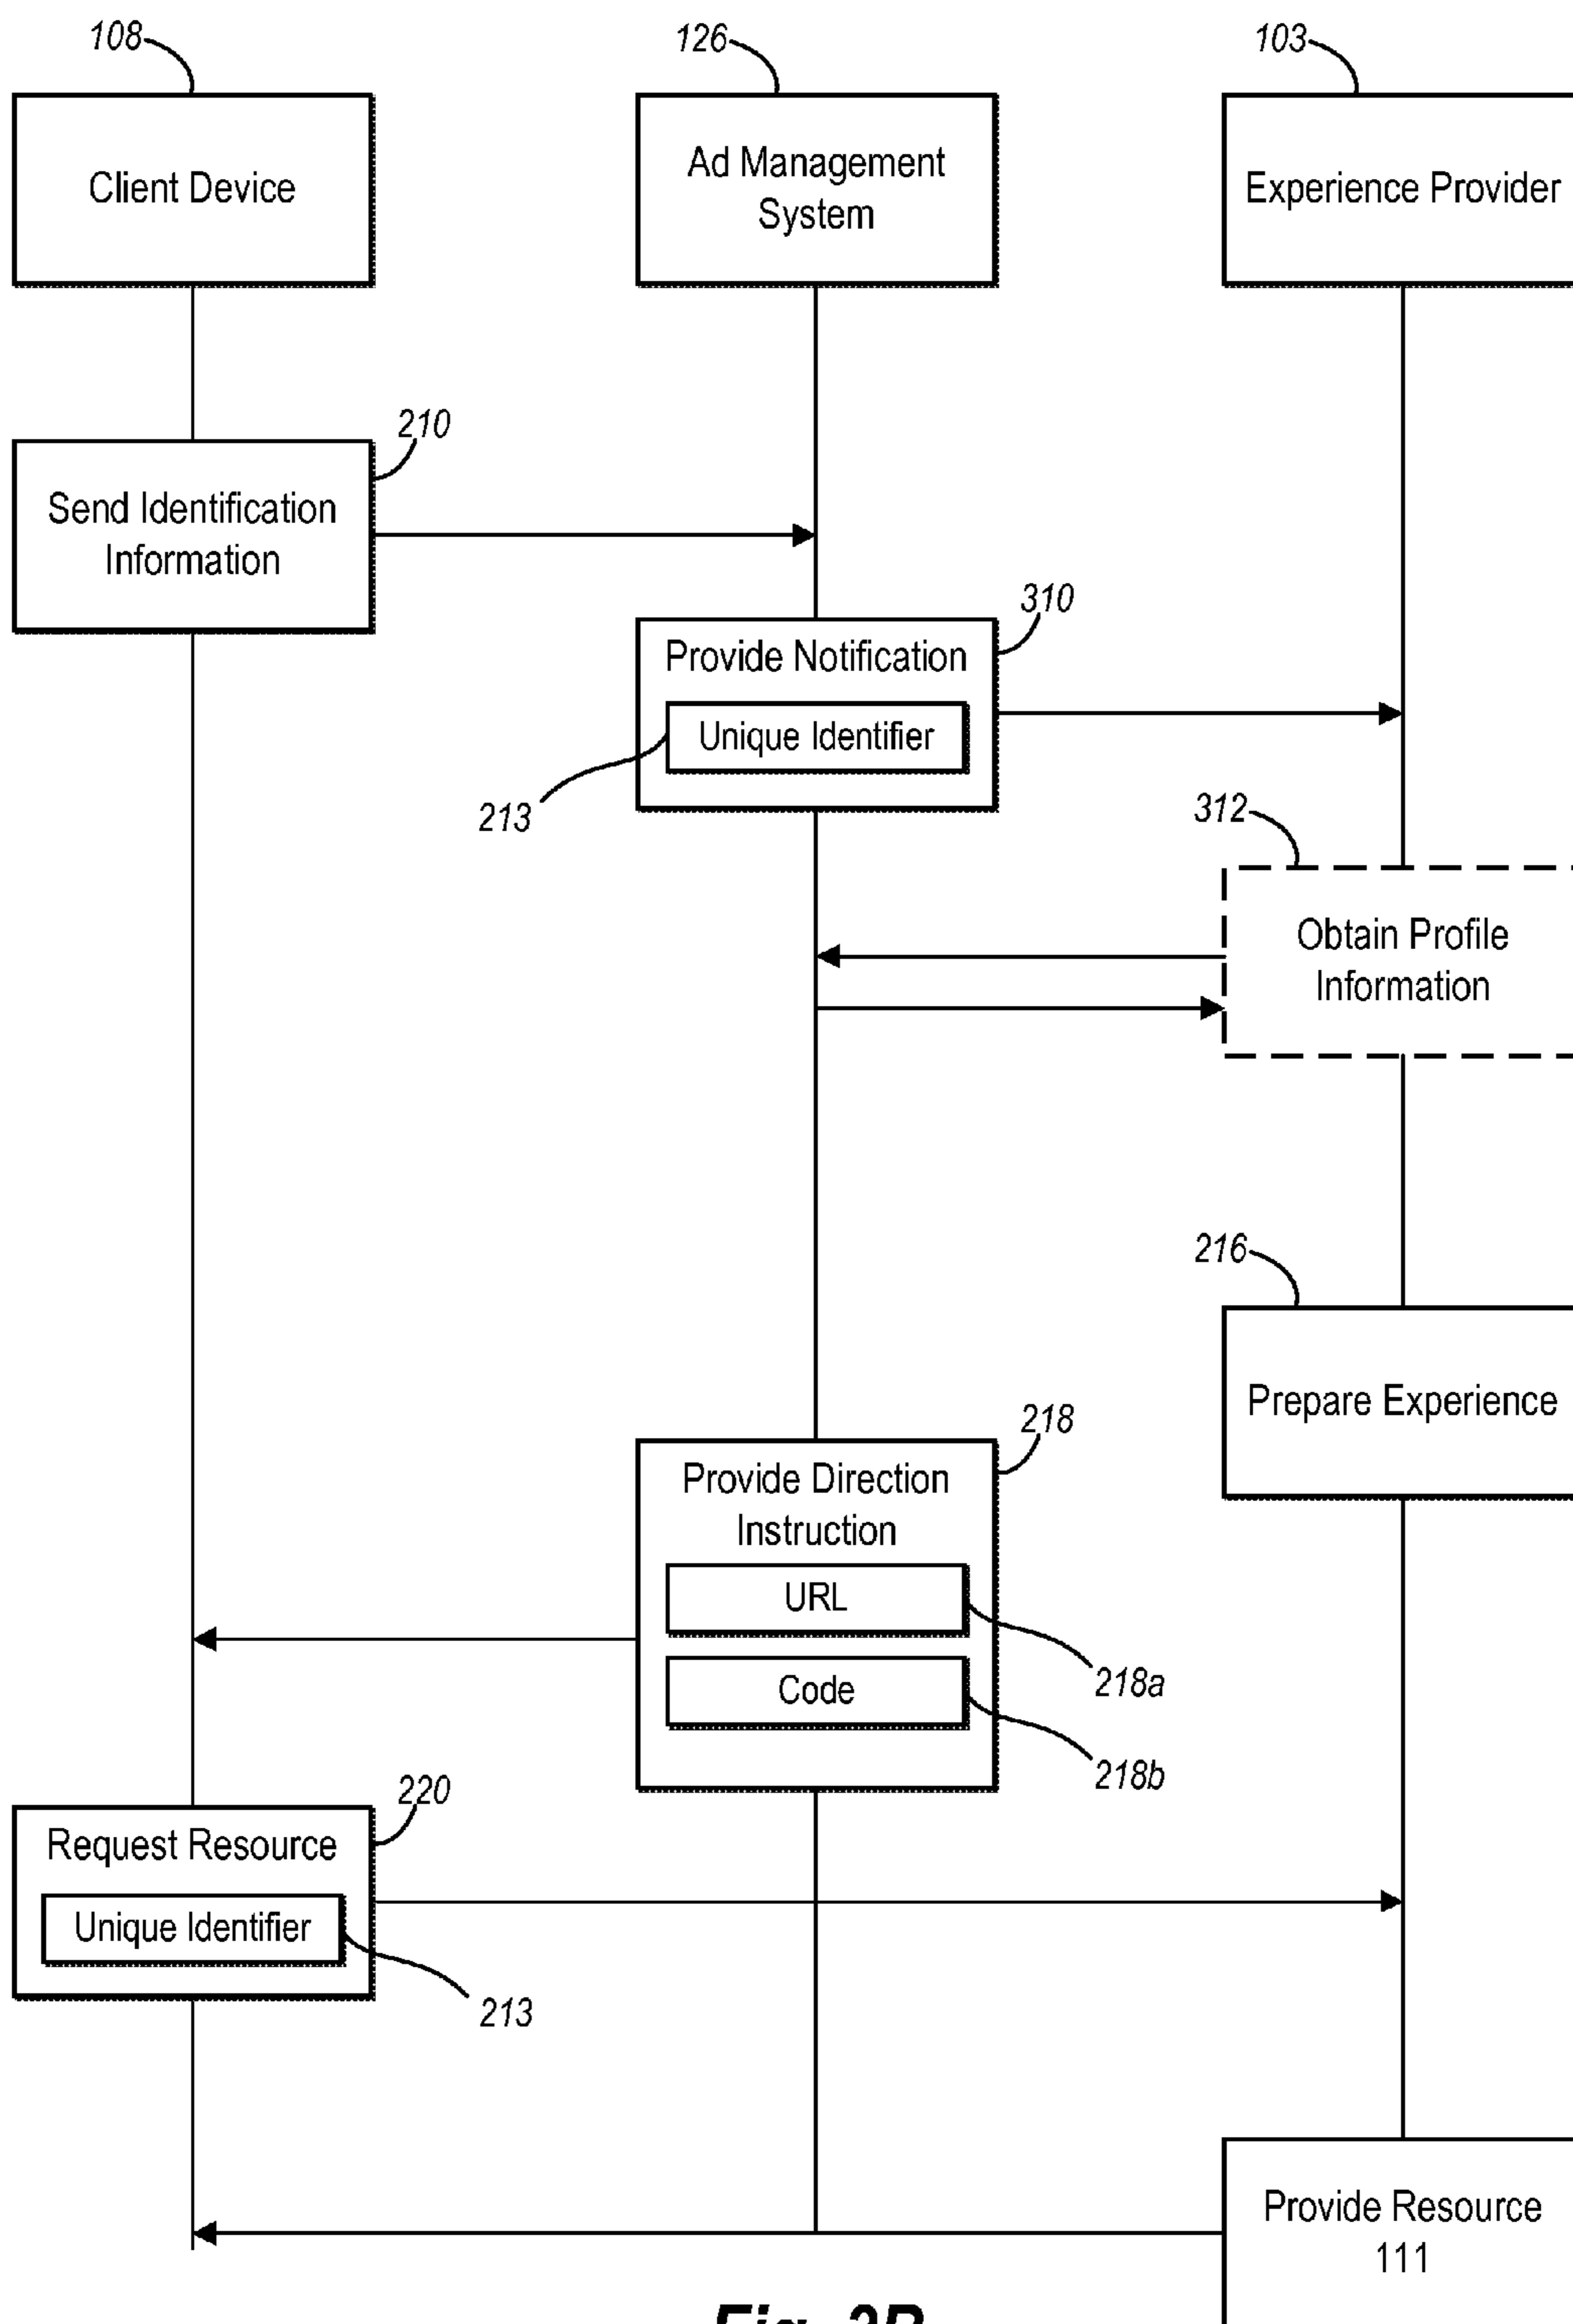 108
126
103
Client Device
Ad Management
System
Experience Provider
210
Send Identification
Information
310
Provide Notification
Unique Identifier
213
312
Obtain Profile
Information
216
Prepare Experience
218
Provide Direction
Instruction
URL
218a
Code
218b
220
Request Resource
Unique Identifier
213
Provide Resource
111